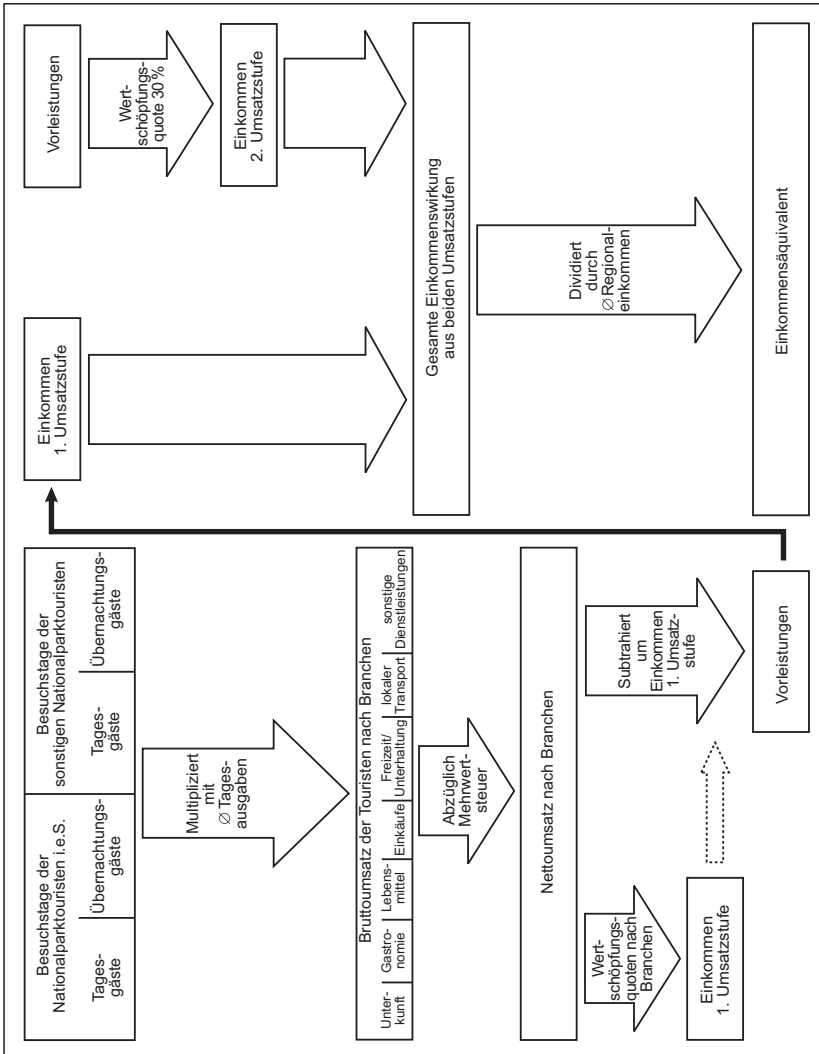 Besuchstage der
Nationalparktouristen i.e.S.
Besuchstage der
sonstigen Nationalparktouristen
Tages-
gäste
Übernachtungs-
gäste
Tages-
gäste
Übernachtungs-
gäste
Multipliziert
mit
∅ Tages-
ausgaben
Bruttoumsatz der Touristen nach Branchen
Unter-
kunft
Gastro-
nomie
Lebens-
mittel
Einkäufe
Freizeit/
Unterhaltung
lokaler
Transport
sonstige
Dienstleistungen
Abzüglich
Mehrwert-
steuer
Nettoumsatz nach Branchen
Wert-
schöpfungs-
quoten nach
Branchen
Einkommen
1. Umsatzstufe
Subtrahiert
um
Einkommen
1. Umsatz-
stufe
Vorleistungen
Einkommen
1. Umsatzstufe
Vorleistungen
Wert-
schöpfungs-
quote 30 %
Einkommen
2. Umsatzstufe
Gesamte Einkommenswirkung
aus beiden Umsatzstufen
Dividiert
durch
∅ Regional-
einkommen
Einkommensäquivalent